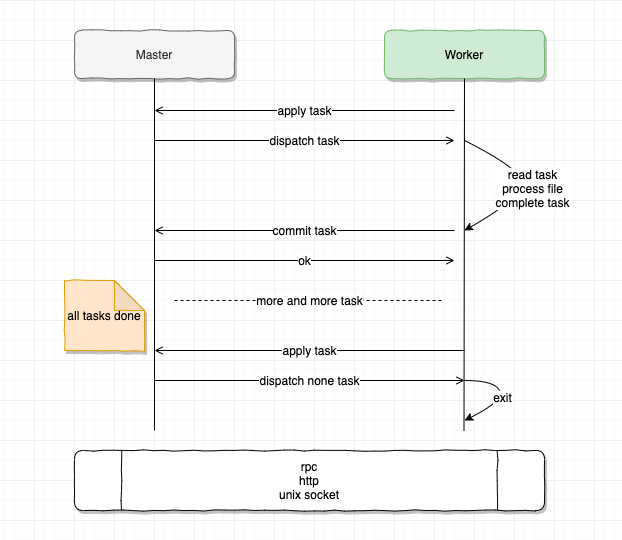 Master
Worker
apply task
dispatch task
read task
process file
complete task
commit task
ok
more and more task
all tasks done
apply task
dispatch none task
exit
rpc
http
unix socket